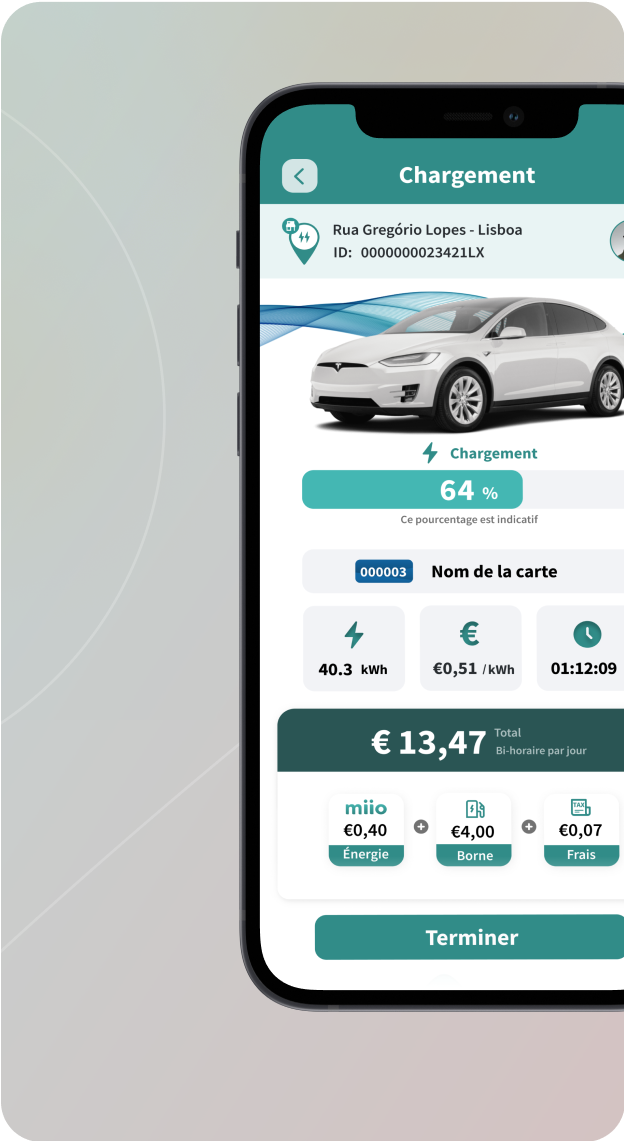 Chargement
Rua Gregório Lopes - Lisboa
ID: 0000000023421LX
Chargement
64 %
Ce pourcentage est indicatif
000003 Nom de la carte
40.3 kWh €0,51 /kWh 01:12:09
€ 13,47 Total
Bi-horaire par jour
miio TAX
€0,40 €4,00 €0,07
Énergie Borne Frais
Terminer